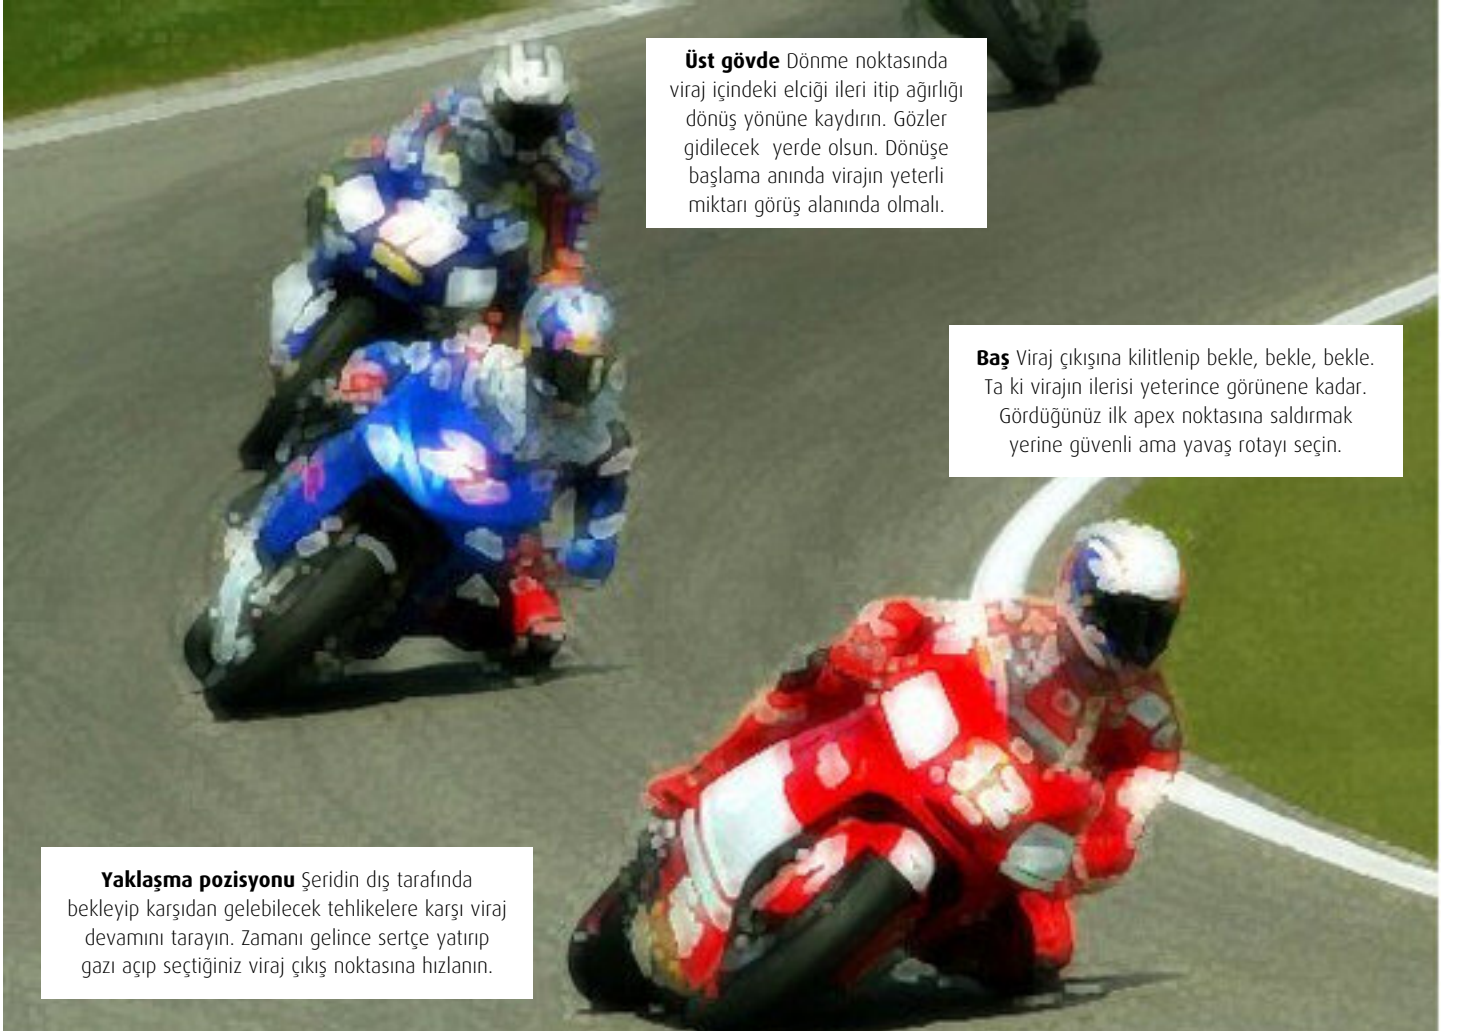 Üst gövde Dönme noktasında
viraj içindeki elciği ileri itip ağırlığı
dönüş yönüne kaydırın. Gözler
gidilecek  yerde olsun. Dönüşe
başlama anında virajın yeterli
miktarı görüş alanında olmalı.
Baş Viraj çıkışına kilitlenip bekle, bekle, bekle.
Ta ki virajın ilerisi yeterince görünene kadar.
Gördüğünüz ilk apex noktasına saldırmak
yerine güvenli ama yavaş rotayı seçin.
Yaklaşma pozisyonu Şeridin dış tarafında
bekleyip karşıdan gelebilecek tehlikelere karşı viraj
devamını tarayın. Zamanı gelince sertçe yatırıp
gazı açıp seçtiğiniz viraj çıkış noktasına hızlanın.